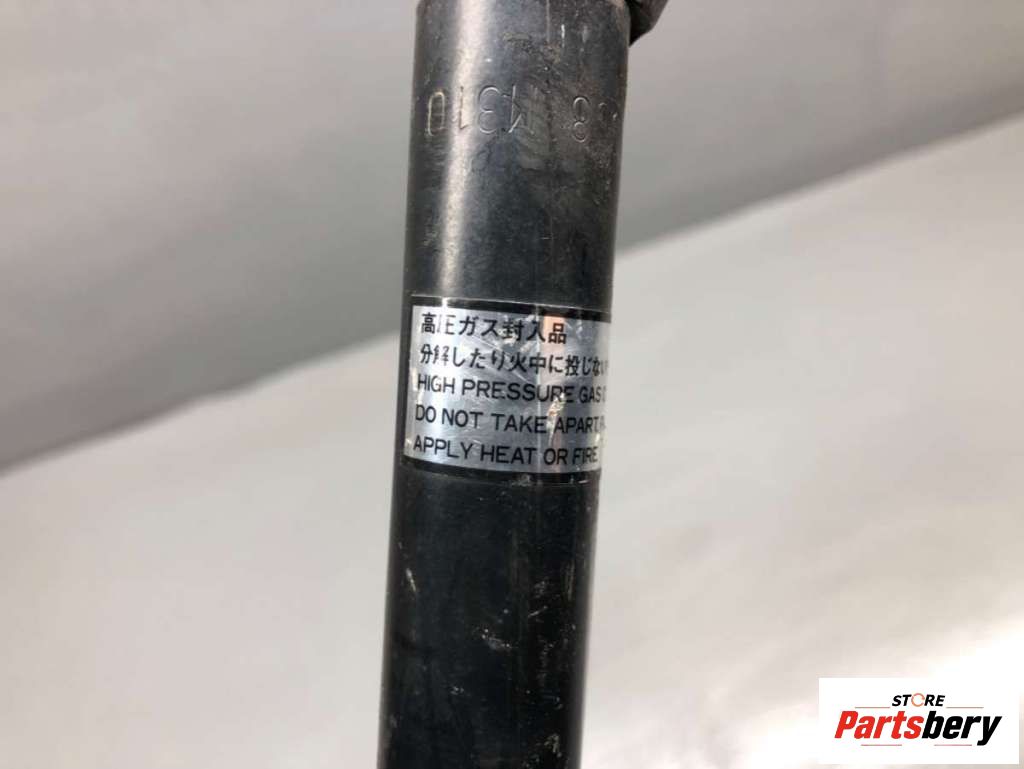 高圧ガス封入品
分解したり火中に投じない
HIGH PRESSURE GAS
DO NOT TAKE APART
APPLY HEAT OR FIRE
STORE
Partsbery